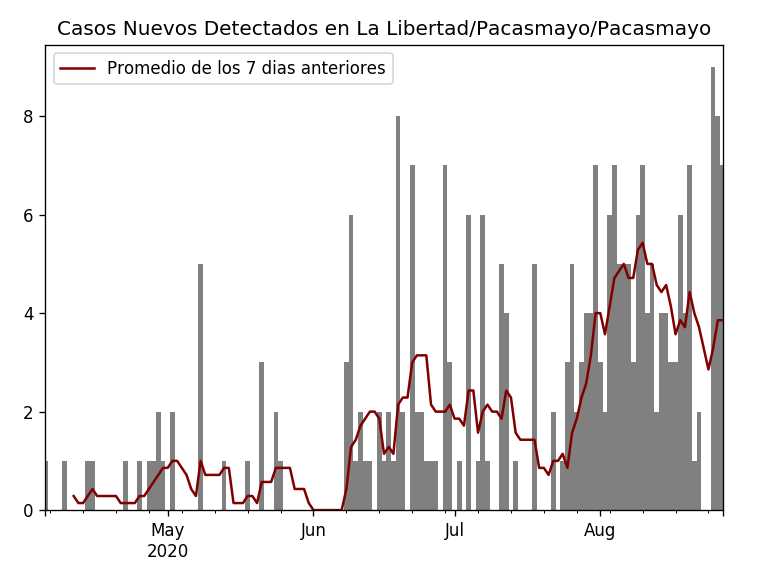 Casos Nuevos Detectados en La Libertad/Pacasmayo/Pacasmayo
Promedio de los 7 dias anteriores
8
6
4
2
0
May
2020
Jun
Jul
Aug